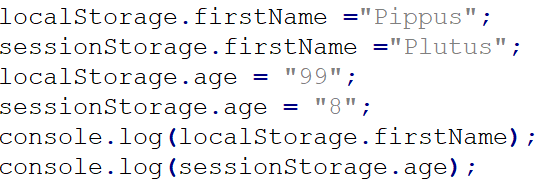 localStorage.firstName ="Pippus";
sessionStorage.firstName ="Plutus";
localStorage.age = "99";
sessionStorage.age = "8";
console.log(localStorage.firstName);
console.log(sessionStorage.age);